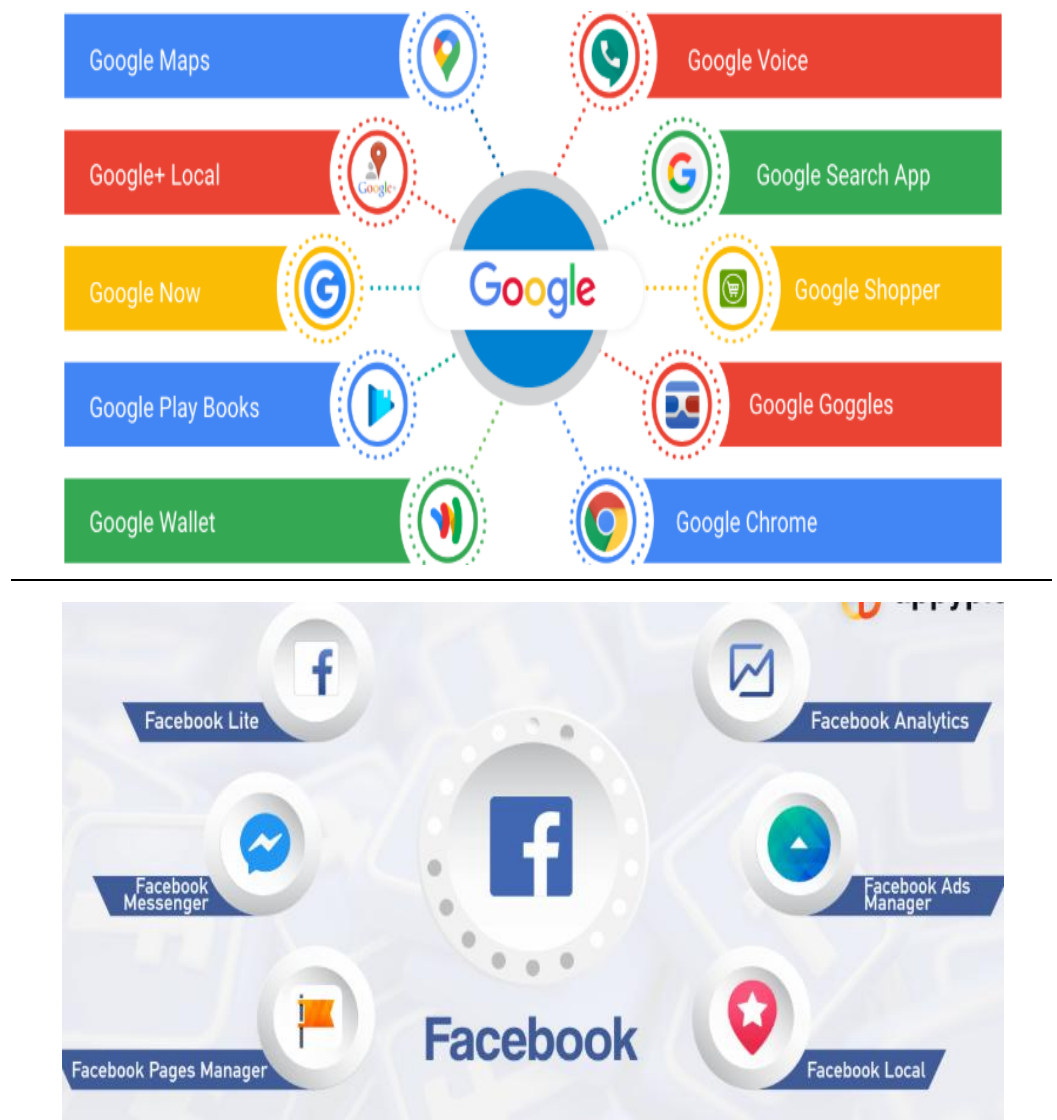 Google Maps
Google Voice
Google+ Local
Google+
Google Search App
Google Now
Google
Google Shopper
Google Play Books
Google Goggles
Google Wallet
Google Chrome
Facebook Lite
Facebook Analytics
Facebook
Messenger
Facebook Ads
Manager
Facebook
Facebook Pages Manager
Facebook Local